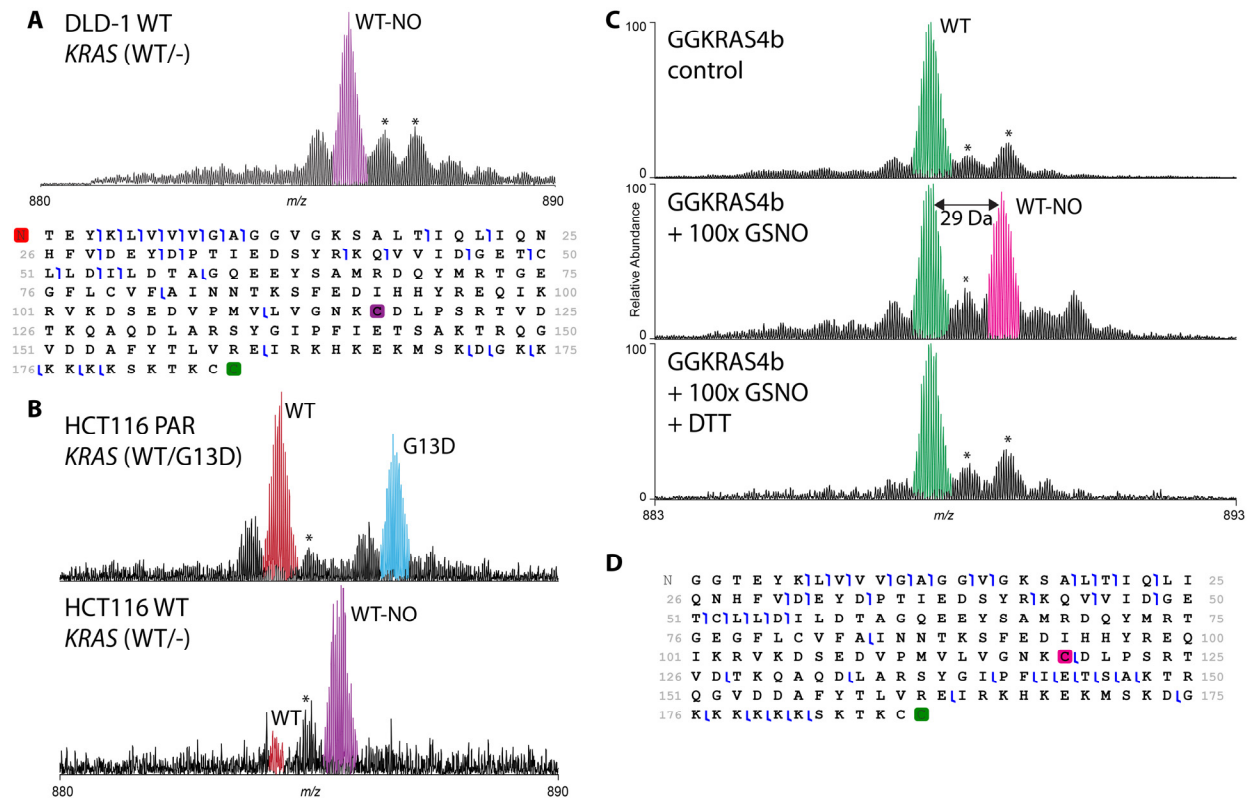 A
DLD-1 WT
KRAS (WT/-)
WT-NO
* *
880 m/z 890
N T E Y K L V V V G A G G V G K S A L T I Q L I Q N 25
26 H F V D E Y D P T I E D S Y R K Q V V I D G E T C 50
51 L L D I L D T A G Q E E Y S A M R D Q Y M R T G E 75
76 G F L C V F A I N N T K S F E D I H H Y R E Q I K 100
101 R V K D S E D V P M V L V G N K C D L P S R T V D 125
126 T K Q A Q D L A R S Y G I P F I E T S A K T R Q G 150
151 V D D A F Y T L V R E I R K H K E K M S K D G K K 175
176 K K K K S K T K C C
B
HCT116 PAR
KRAS (WT/G13D)
WT
*
G13D
HCT116 WT
KRAS (WT/-)
WT
*
WT-NO
880 m/z 890
C
Relative Abundance
100
GGKRAS4b
control
WT
* *
0
100
GGKRAS4b
+ 100x GSNO
29 Da
WT-NO
*
0
100
GGKRAS4b
+ 100x GSNO
+ DTT
* *
0
883 m/z 893
D
N G G T E Y K L V V V G A G G V G K S A L T I Q L I 25
26 Q N H F V D E Y D P T I E D S Y R K Q V V I D G E 50
51 T C L L D I L D T A G Q E E Y S A M R D Q Y M R T 75
76 G E G F L C V F A I N N T K S F E D I H H Y R E Q 100
101 I K R V K D S E D V P M V L V G N K C D L P S R T 125
126 V D T K Q A Q D L A R S Y G I P F I E T S A K T R 150
151 Q G V D D A F Y T L V R E I R K H K E K M S K D G 175
176 K K K K K K S K T K C C